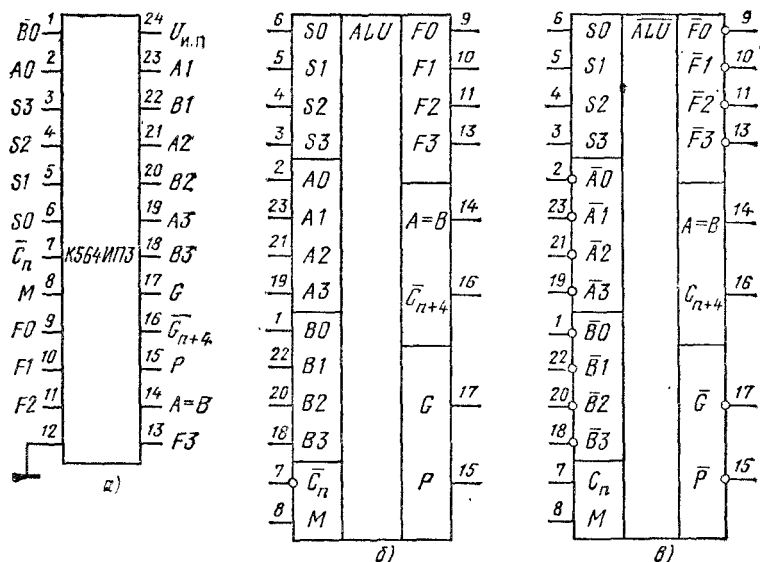 B̅0 1 24 U и.п
A0 2 23 A1
S3 3 22 B1
S2 4 21 A2
S1 5 20 B2
S0 6 19 A3
C̅n 7 К564ИП3 18 B3
M 8 17 G
F0 9 16 G̅n+4
F1 10 15 P
F2 11 14 A=B
12 13 F3
а)
6 S0 ALU F0 9
5 S1 F1 10
4 S2 F2 11
3 S3 F3 13
2 A0
23 A1 A=B 14
21 A2
19 A3 C̅n+4 16
1 B0
22 B1
20 B2 G 17
18 B3
7 C̅n P 15
8 M
б)
6 S0 A̅L̅U̅ F̅0 9
5 S1 F̅1 10
4 S2 F̅2 11
3 S3 F̅3 13
2 A̅0
23 A̅1 A=B 14
21 A̅2
19 A̅3 Cn+4 16
1 B̅0
22 B̅1
20 B̅2 G̅ 17
18 B̅3
7 Cn P̅ 15
8 M
в)